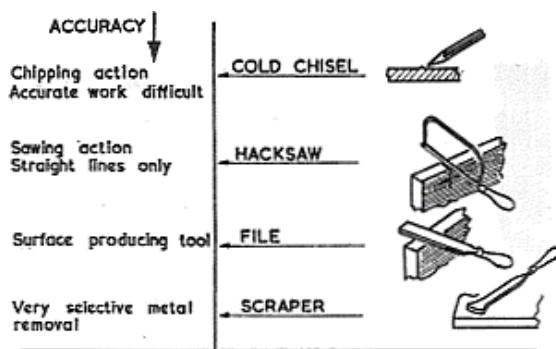 ACCURACY
Chipping action
Accurate work difficult
COLD CHISEL
Sawing action
Straight lines only
HACKSAW
Surface producing tool
FILE
Very selective metal
removal
SCRAPER